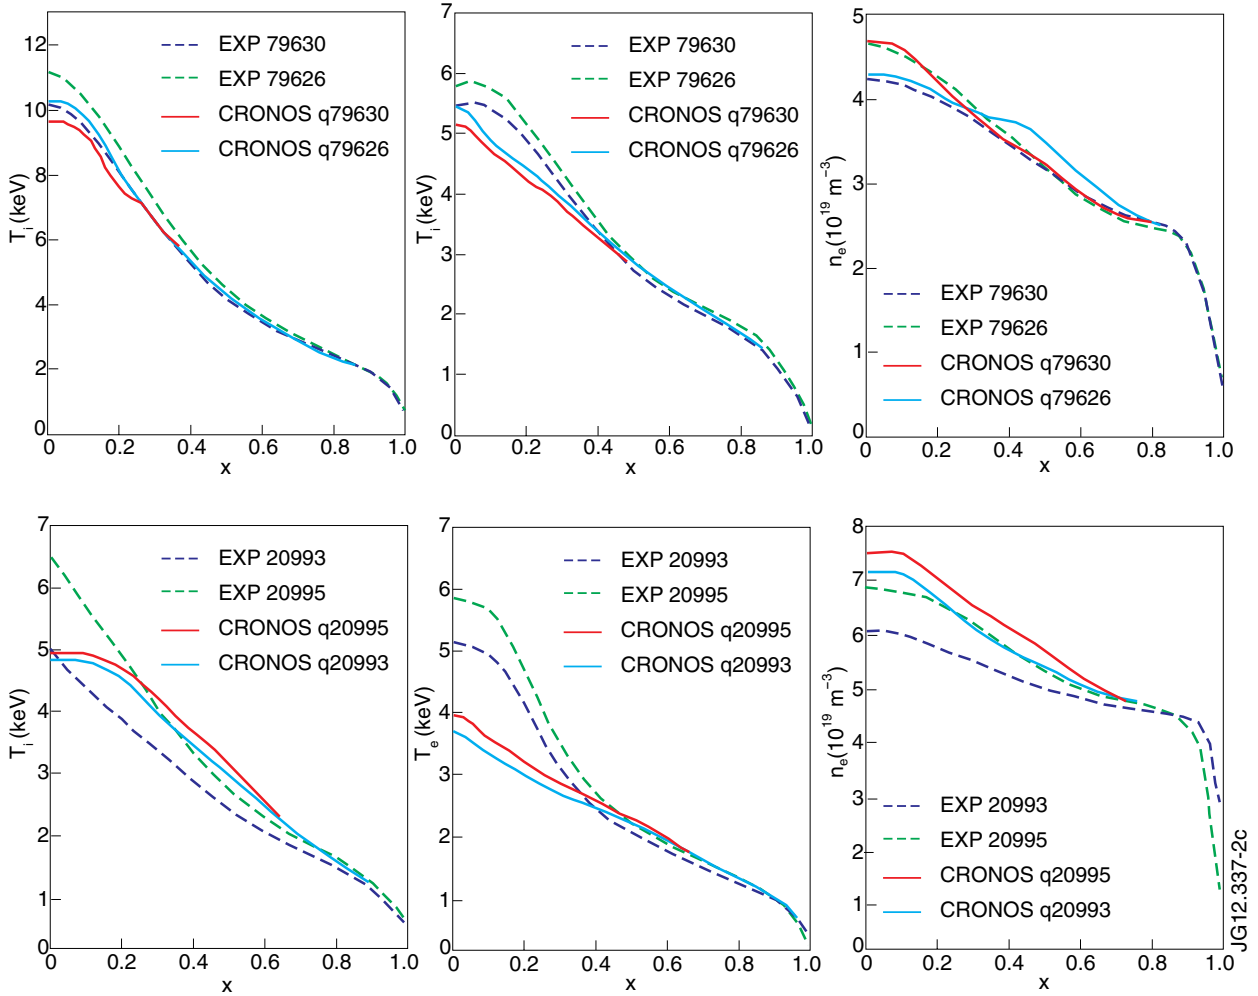 12
10
8
6
4
2
0
T_i (keV)
EXP 79630
EXP 79626
CRONOS q79630
CRONOS q79626
0 0.2 0.4 0.6 0.8 1.0
x
7
6
5
4
3
2
1
0
T_i (keV)
EXP 79630
EXP 79626
CRONOS q79630
CRONOS q79626
0 0.2 0.4 0.6 0.8 1.0
x
5
4
3
2
1
0
n_e(10^19 m^−3)
EXP 79630
EXP 79626
CRONOS q79630
CRONOS q79626
0 0.2 0.4 0.6 0.8 1.0
x
7
6
5
4
3
2
1
0
T_i (keV)
EXP 20993
EXP 20995
CRONOS q20995
CRONOS q20993
0 0.2 0.4 0.6 0.8 1.0
x
7
6
5
4
3
2
1
0
T_e (keV)
EXP 20993
EXP 20995
CRONOS q20995
CRONOS q20993
0 0.2 0.4 0.6 0.8 1.0
x
8
7
6
5
4
3
2
1
0
n_e(10^19 m^−3)
EXP 20993
EXP 20995
CRONOS q20995
CRONOS q20993
0 0.2 0.4 0.6 0.8 1.0
x
JG12.337-2c